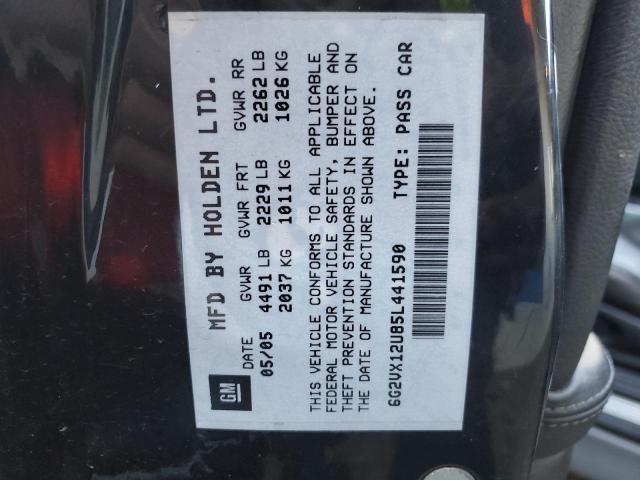 GM
MFD BY HOLDEN LTD.
DATE GVWR GVWR FRT GVWR RR
05/05 4491 LB 2229 LB 2262 LB
2037 KG 1011 KG 1026 KG
THIS VEHICLE CONFORMS TO ALL APPLICABLE
FEDERAL MOTOR VEHICLE SAFETY, BUMPER AND
THEFT PREVENTION STANDARDS IN EFFECT ON
THE DATE OF MANUFACTURE SHOWN ABOVE.
6G2VX12U85L441590 TYPE: PASS CAR